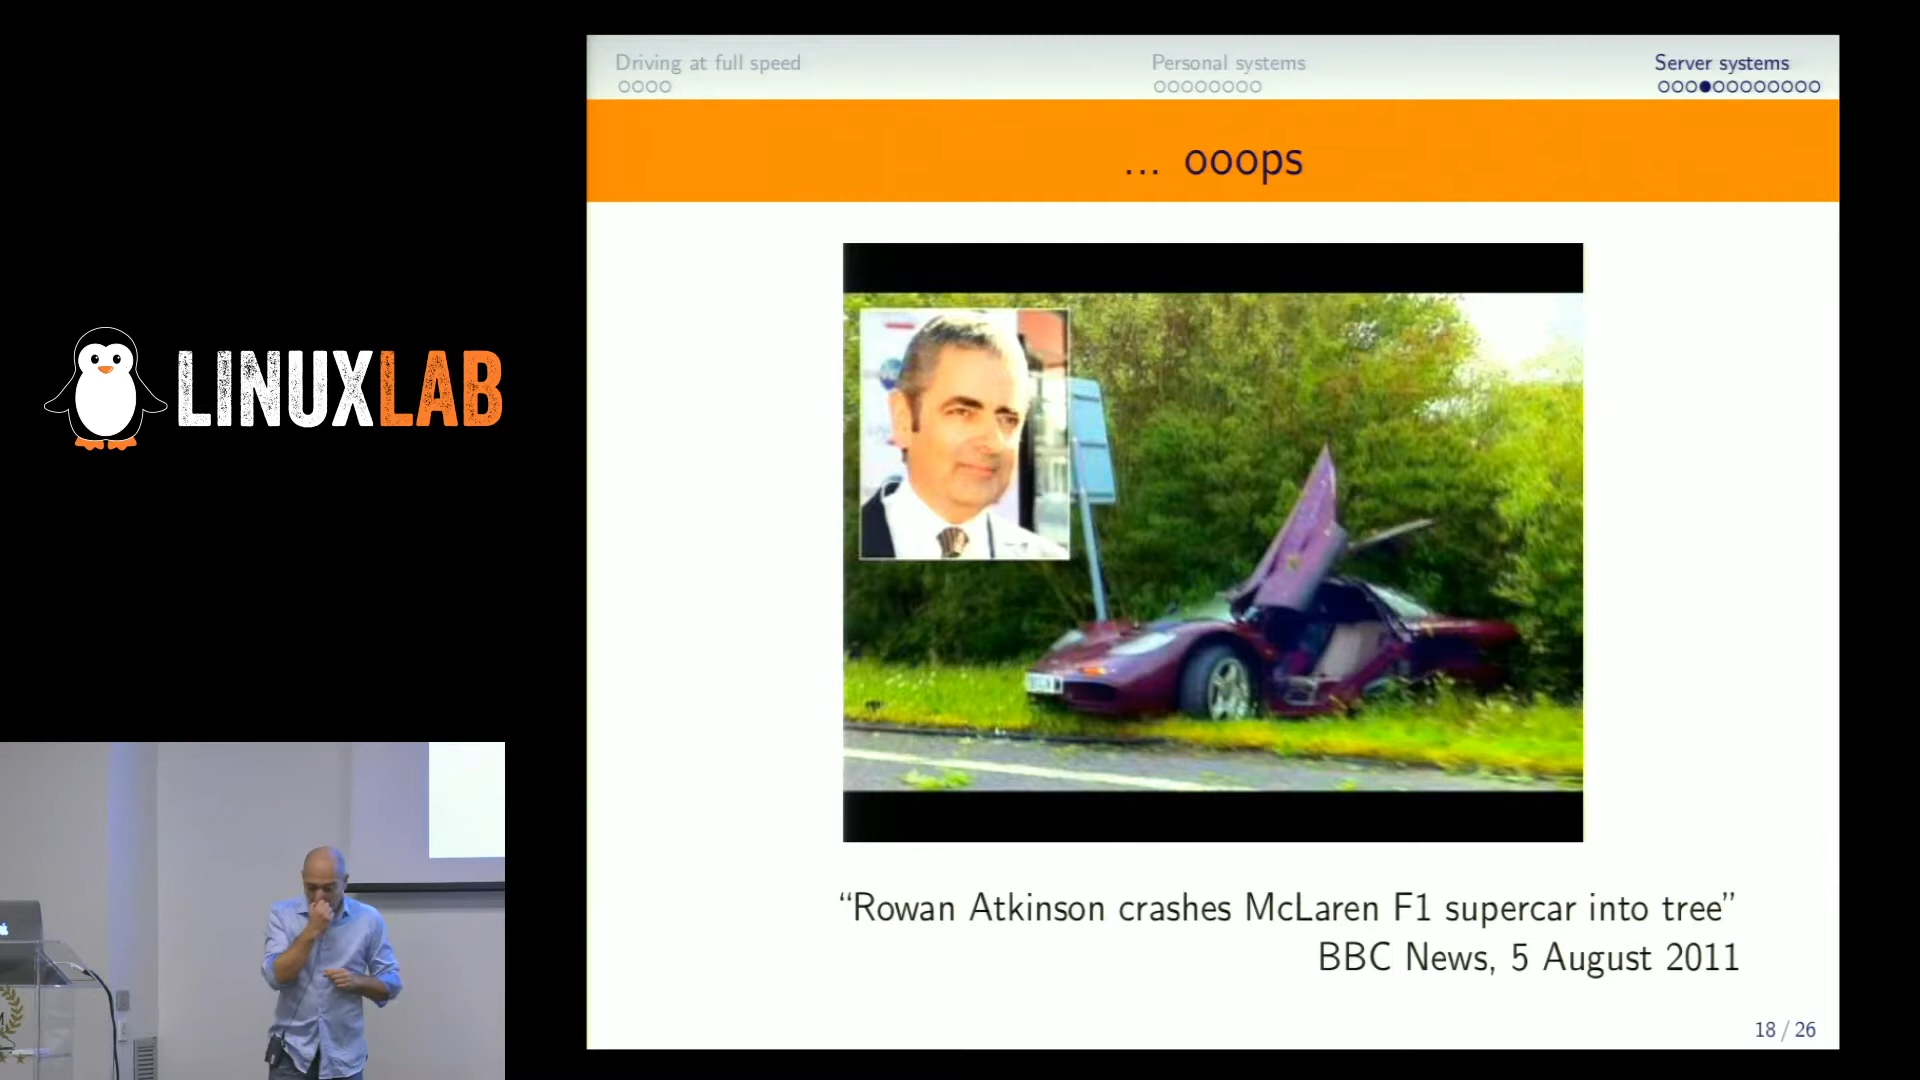 Driving at full speed
Personal systems
Server systems
... ooops
LINUXLAB
“Rowan Atkinson crashes McLaren F1 supercar into tree”
BBC News, 5 August 2011
18 / 26